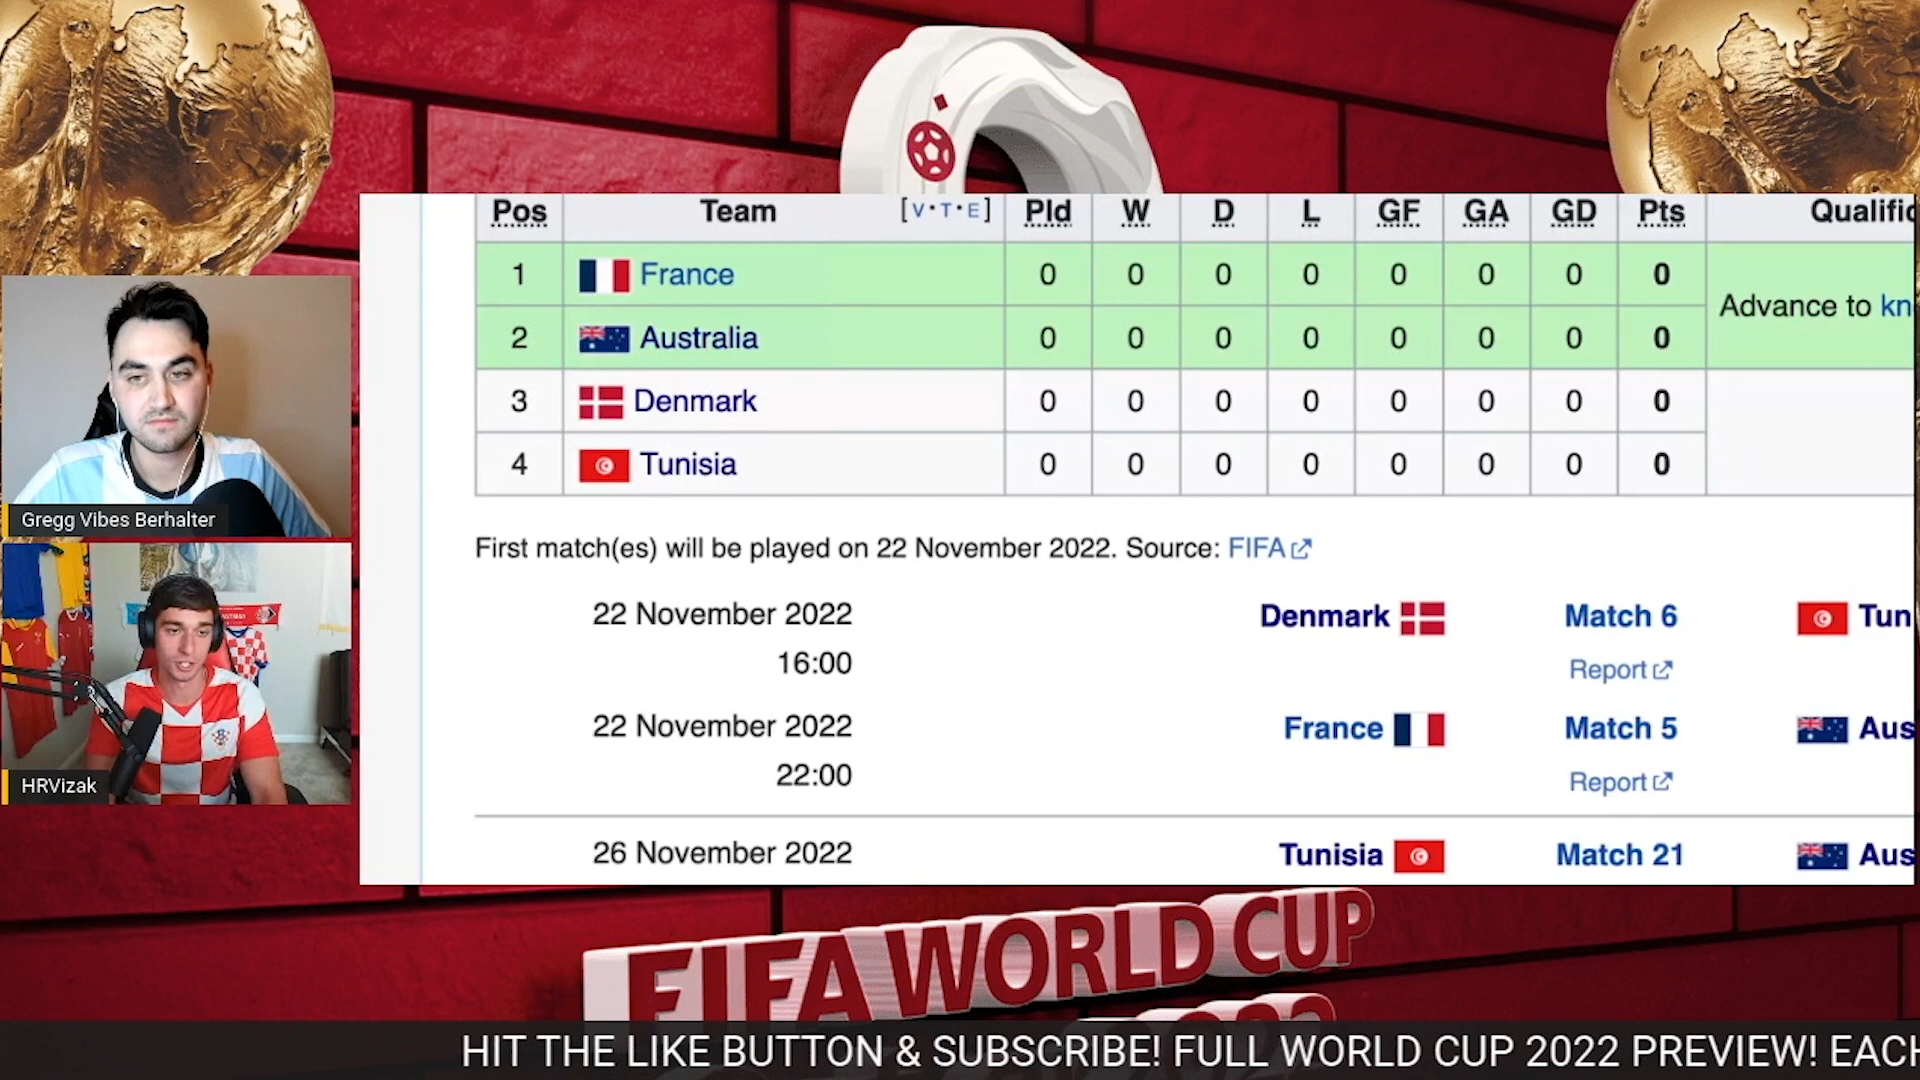 Pos Team [V·T·E] Pld W D L GF GA GD Pts Qualific
1 France 0 0 0 0 0 0 0 0
Advance to kn
2 Australia 0 0 0 0 0 0 0 0
3 Denmark 0 0 0 0 0 0 0 0
4 Tunisia 0 0 0 0 0 0 0 0
First match(es) will be played on 22 November 2022. Source: FIFA
22 November 2022 Denmark Match 6 Tun
16:00 Report
22 November 2022 France Match 5 Aus
22:00 Report
26 November 2022 Tunisia Match 21 Aus
Gregg Vibes Berhalter
HRVizak
FIFA WORLD CUP
2022
HIT THE LIKE BUTTON & SUBSCRIBE! FULL WORLD CUP 2022 PREVIEW! EACH